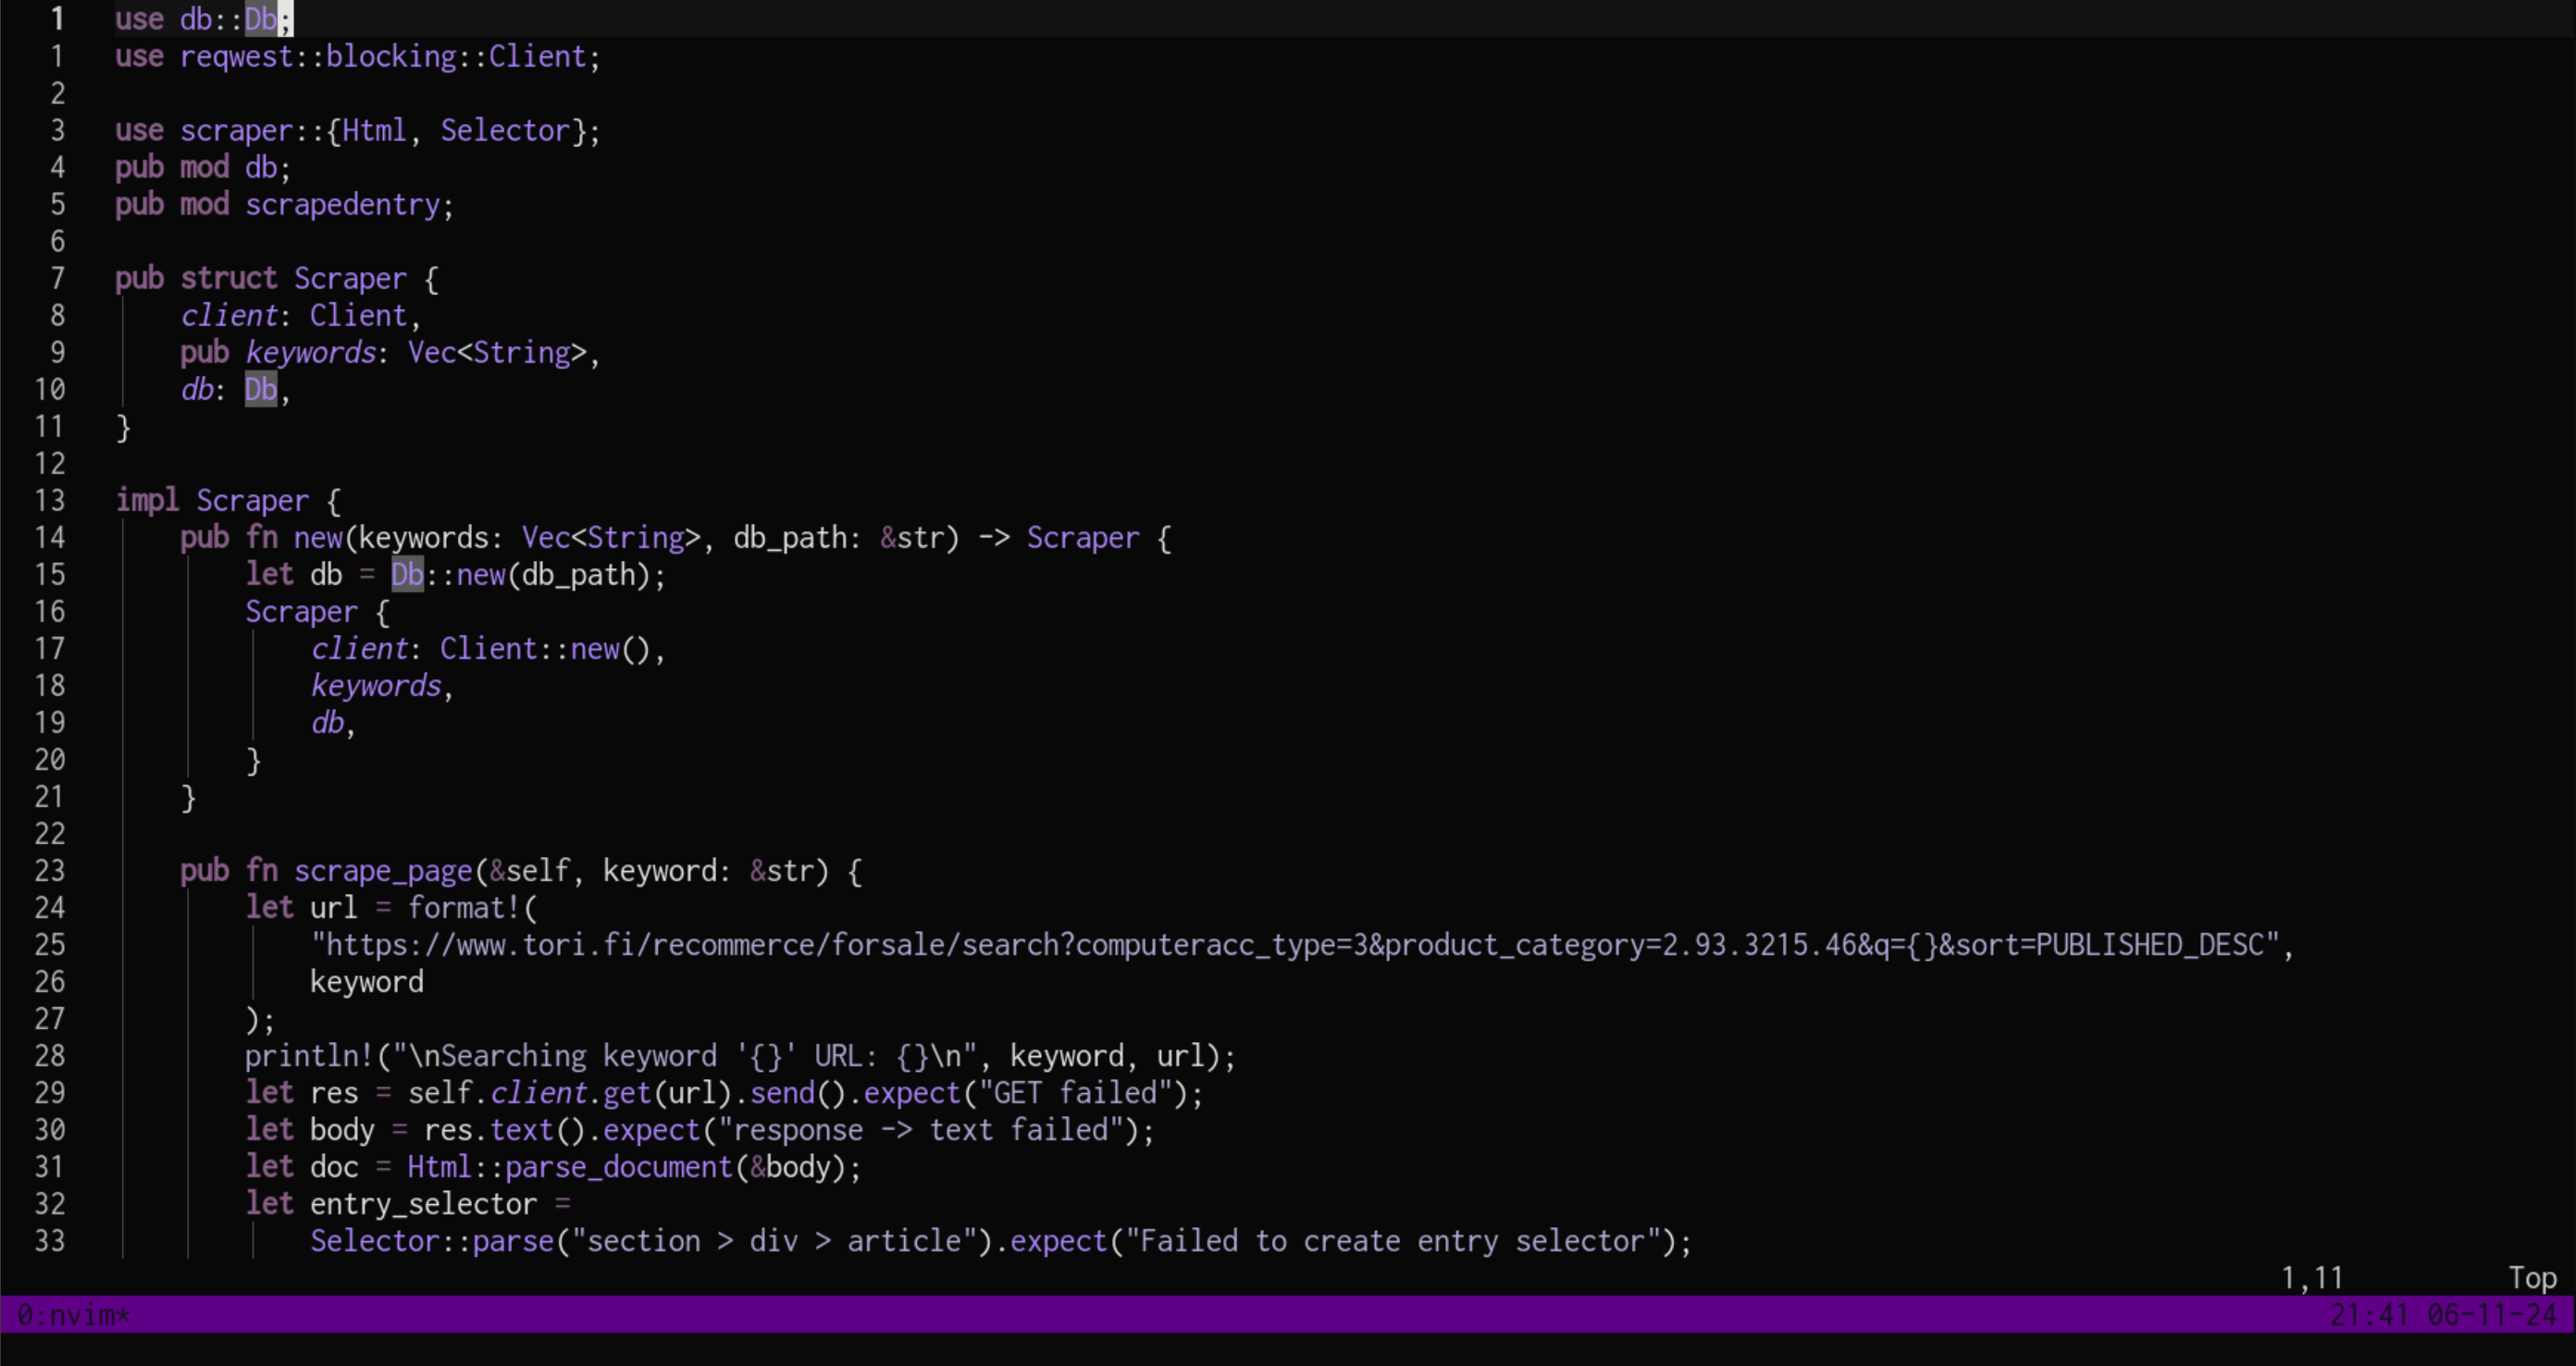 1 use db::Db;
1 use reqwest::blocking::Client;
2
3 use scraper::{Html, Selector};
4 pub mod db;
5 pub mod scrapedentry;
6
7 pub struct Scraper {
8     client: Client,
9     pub keywords: Vec<String>,
10     db: Db,
11 }
12
13 impl Scraper {
14     pub fn new(keywords: Vec<String>, db_path: &str) -> Scraper {
15         let db = Db::new(db_path);
16         Scraper {
17             client: Client::new(),
18             keywords,
19             db,
20         }
21     }
22
23     pub fn scrape_page(&self, keyword: &str) {
24         let url = format!(
25             "https://www.tori.fi/recommerce/forsale/search?computeracc_type=3&product_category=2.93.3215.46&q={}&sort=PUBLISHED_DESC",
26             keyword
27         );
28         println!("\nSearching keyword '{}' URL: {}\n", keyword, url);
29         let res = self.client.get(url).send().expect("GET failed");
30         let body = res.text().expect("response -> text failed");
31         let doc = Html::parse_document(&body);
32         let entry_selector =
33             Selector::parse("section > div > article").expect("Failed to create entry selector");
1,11 Top
0:nvim* 21:41 06-11-24